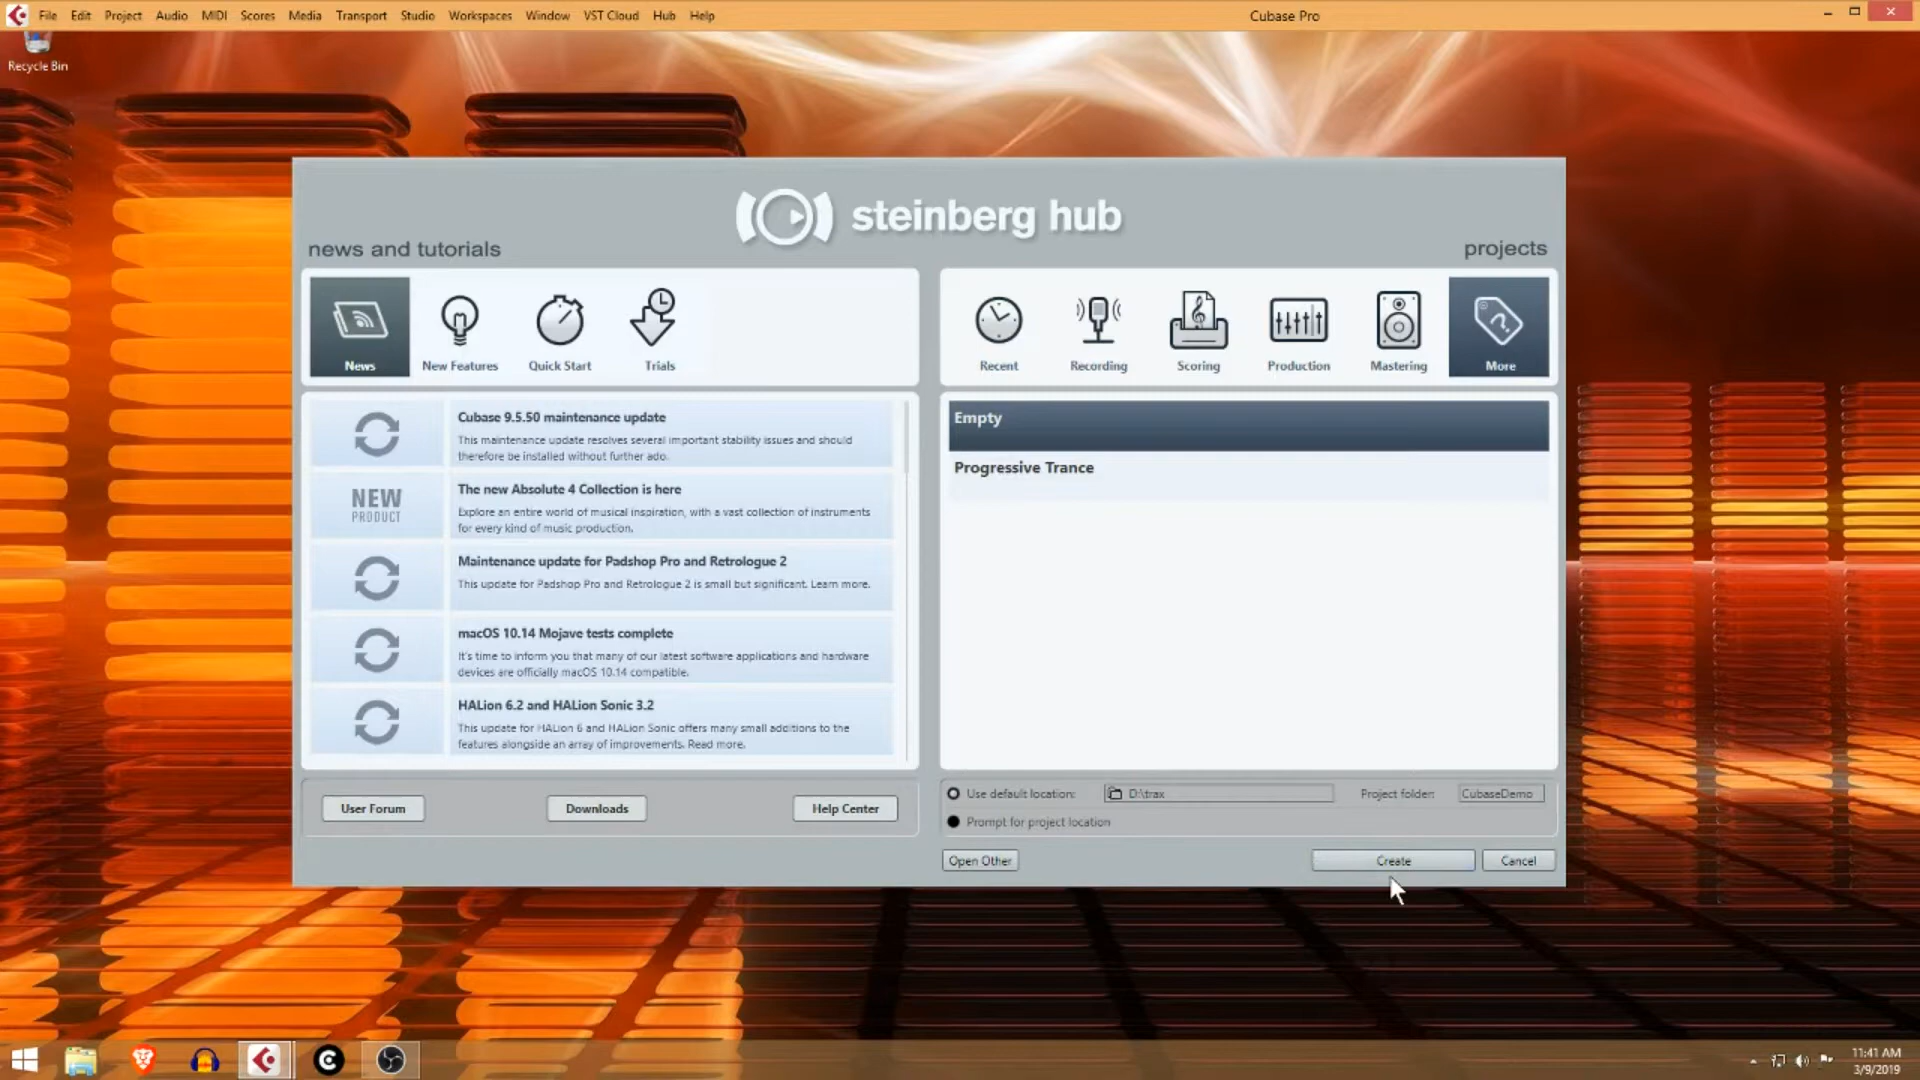 File Edit Project Audio MIDI Scores Media Transport Studio Workspaces Window VST Cloud Hub Help
Cubase Pro
Recycle Bin
steinberg hub
news and tutorials
projects
News
New Features
Quick Start
Trials
Recent
Recording
Scoring
Production
Mastering
More
Cubase 9.5.50 maintenance update
This maintenance update resolves several important stability issues and should
therefore be installed without further ado.
NEW
PRODUCT
The new Absolute 4 Collection is here
Explore an entire world of musical inspiration, with a vast collection of instruments
for every kind of music production.
Maintenance update for Padshop Pro and Retrologue 2
This update for Padshop Pro and Retrologue 2 is small but significant. Learn more.
macOS 10.14 Mojave tests complete
It's time to inform you that many of our latest software applications and hardware
devices are officially macOS 10.14 compatible.
HALion 6.2 and HALion Sonic 3.2
This update for HALion 6 and HALion Sonic offers many small additions to the
features alongside an array of improvements. Read more.
Empty
Progressive Trance
User Forum
Downloads
Help Center
Use default location:
D:\trax
Project folder:
CubaseDemo
Prompt for project location
Open Other
Create
Cancel
11:41 AM
3/9/2019